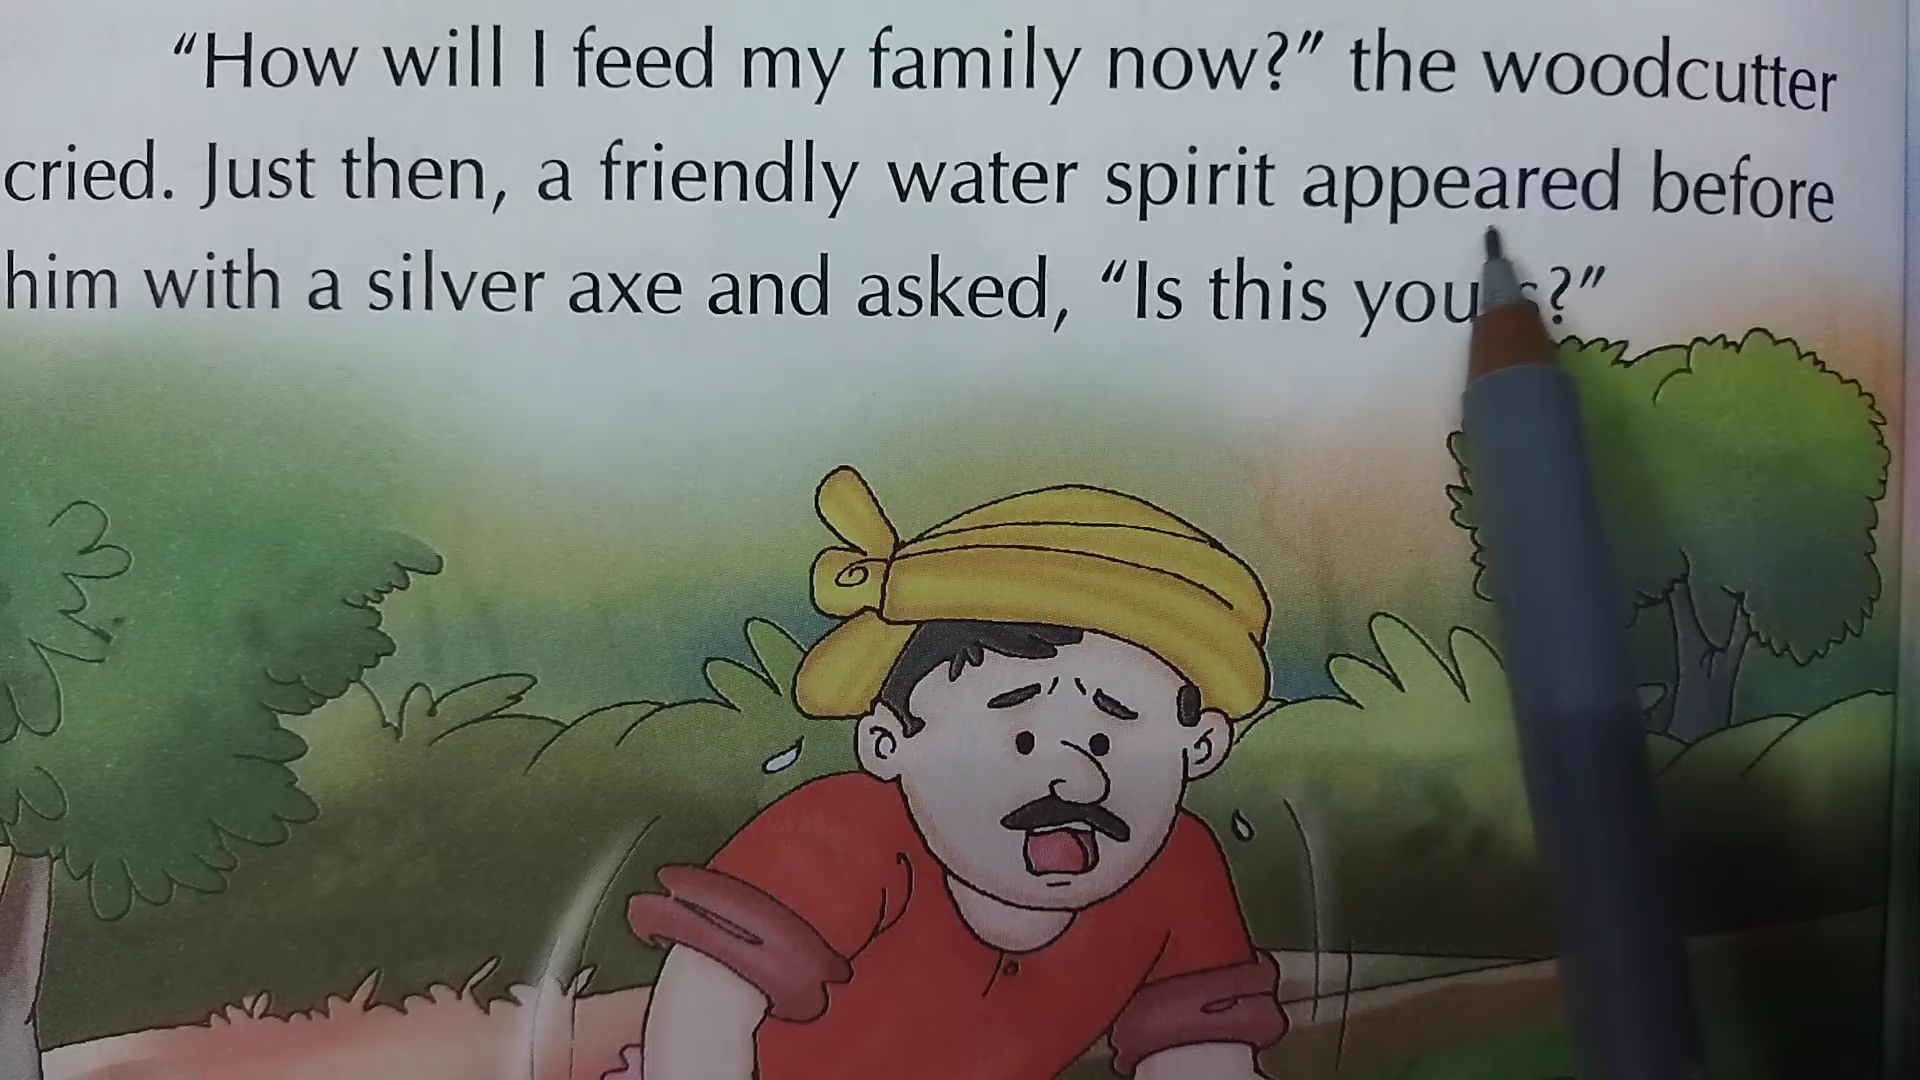 “How will I feed my family now?” the woodcutter
cried. Just then, a friendly water spirit appeared before
him with a silver axe and asked, “Is this yours?”